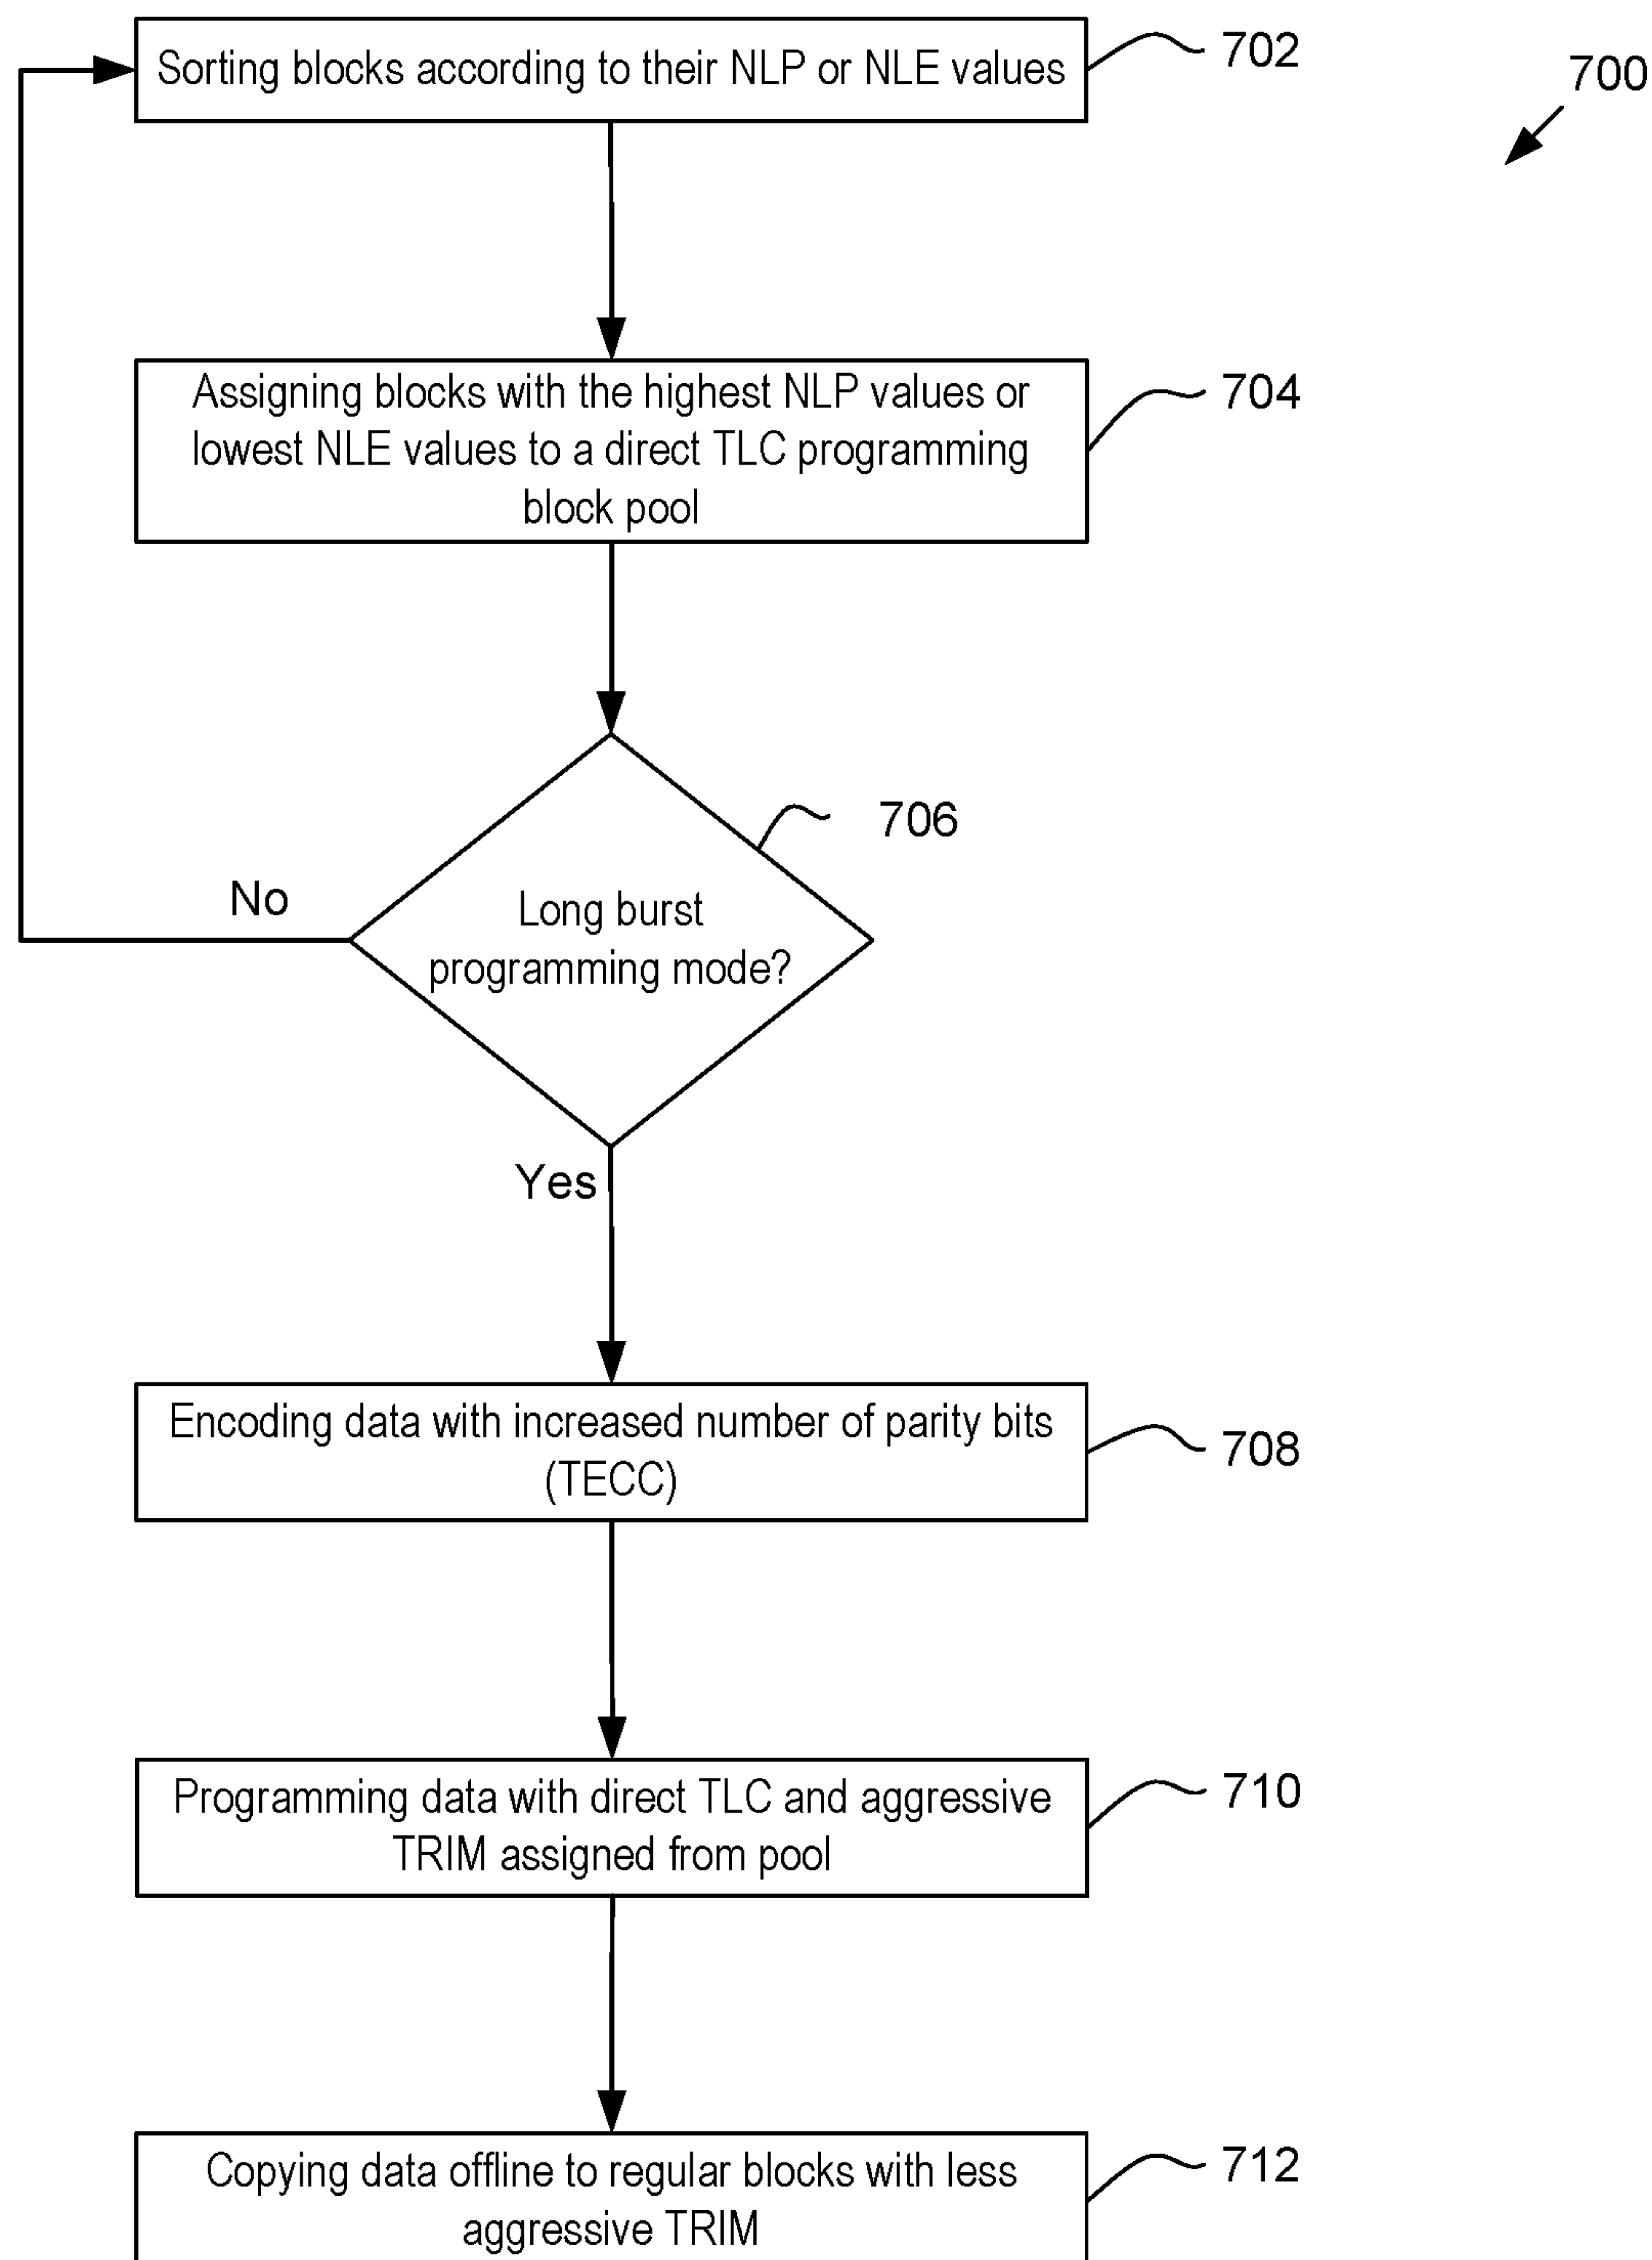 Sorting blocks according to their NLP or NLE values
702
700
Assigning blocks with the highest NLP values or
lowest NLE values to a direct TLC programming
block pool
704
706
No
Long burst
programming mode?
Yes
Encoding data with increased number of parity bits
(TECC)
708
Programming data with direct TLC and aggressive
TRIM assigned from pool
710
Copying data offline to regular blocks with less
aggressive TRIM
712